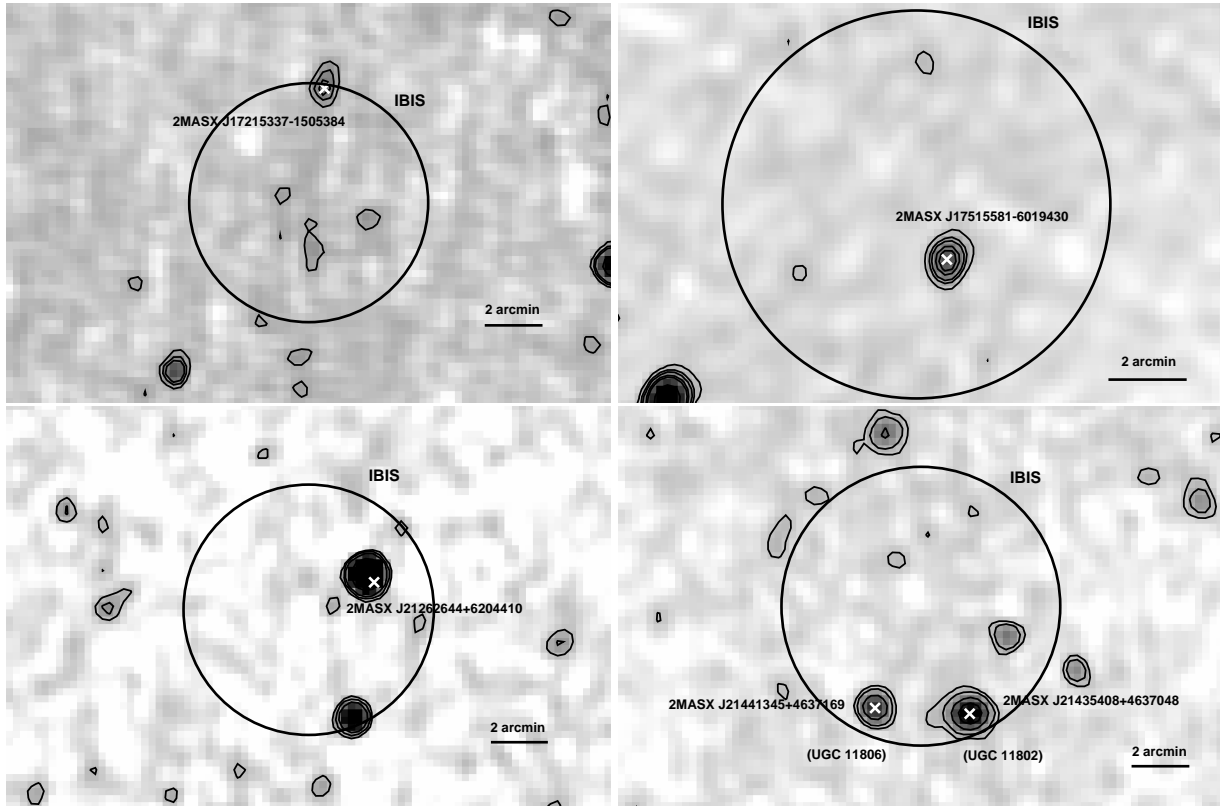 IBIS
2MASX J17215337-1505384
2 arcmin
IBIS
2MASX J17515581-6019430
2 arcmin
IBIS
2MASX J21262644+6204410
2 arcmin
IBIS
2MASX J21441345+4637169
2MASX J21435408+4637048
(UGC 11806)
(UGC 11802)
2 arcmin